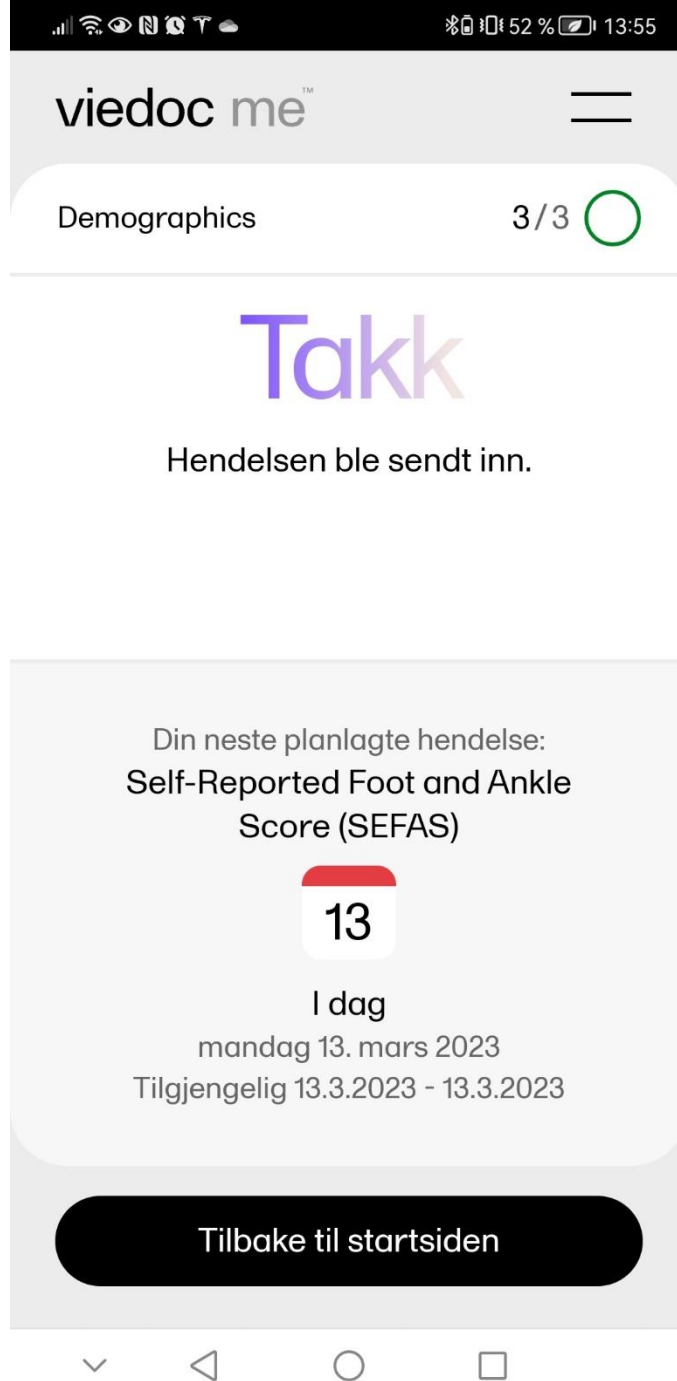 52 % 13:55
viedoc me™
Demographics 3/3
Takk
Hendelsen ble sendt inn.
Din neste planlagte hendelse:
Self-Reported Foot and Ankle
Score (SEFAS)
13
I dag
mandag 13. mars 2023
Tilgjengelig 13.3.2023 - 13.3.2023
Tilbake til startsiden